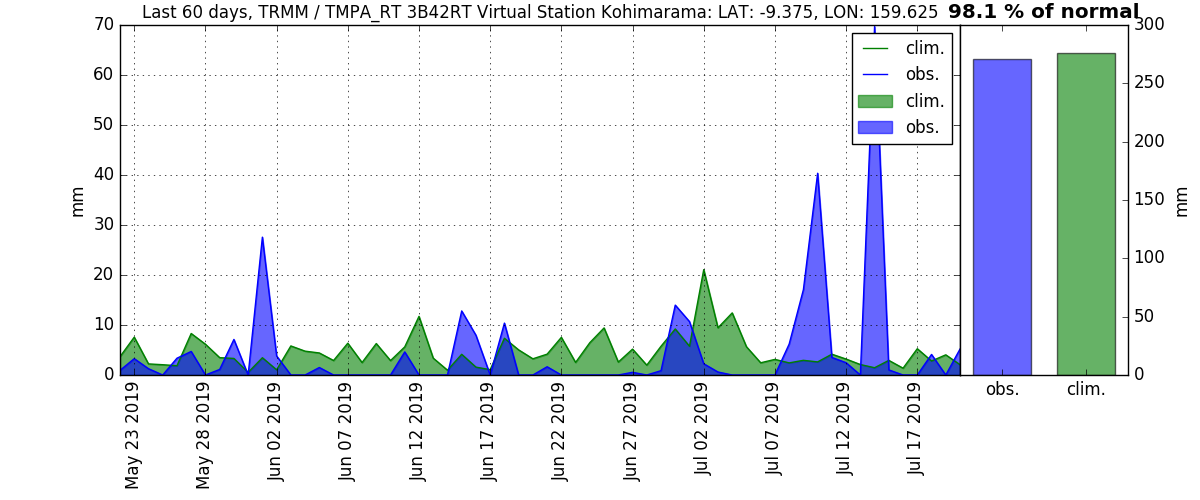 Last 60 days, TRMM / TMPA_RT 3B42RT Virtual Station Kohimarama: LAT: -9.375, LON: 159.625 98.1 % of normal
70
60
50
40
30
20
10
0
mm
clim.
obs.
clim.
obs.
300
250
200
150
100
50
0
mm
obs. clim.
May 23 2019
May 28 2019
Jun 02 2019
Jun 07 2019
Jun 12 2019
Jun 17 2019
Jun 22 2019
Jun 27 2019
Jul 02 2019
Jul 07 2019
Jul 12 2019
Jul 17 2019